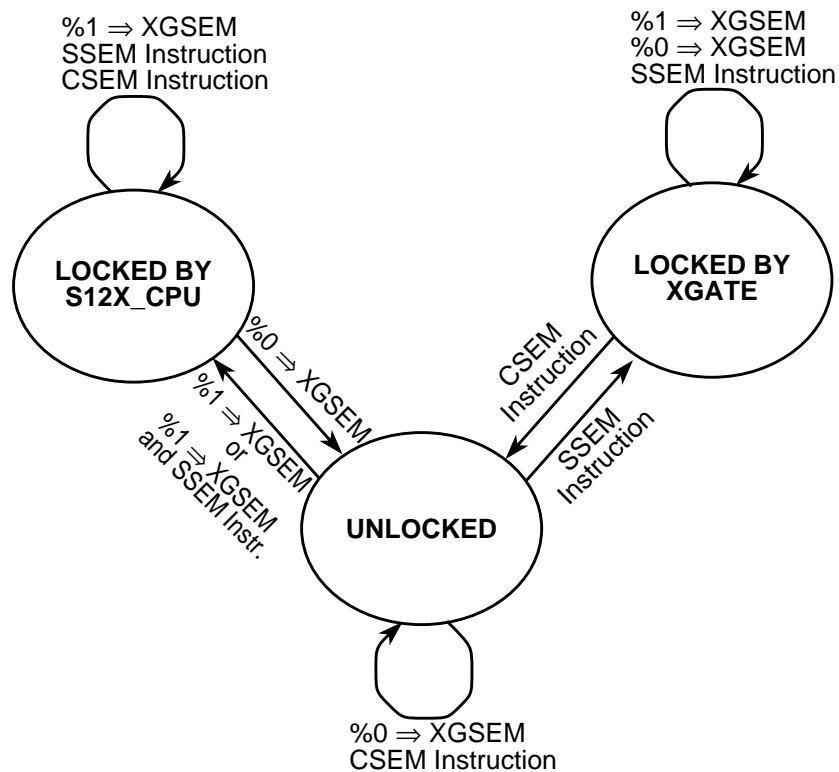 %1 ⇒ XGSEM
SSEM Instruction
CSEM Instruction
%1 ⇒ XGSEM
%0 ⇒ XGSEM
SSEM Instruction
LOCKED BY
S12X_CPU
LOCKED BY
XGATE
%0 ⇒ XGSEM
%1 ⇒ XGSEM
or
%1 ⇒ XGSEM
and SSEM Instr.
CSEM
Instruction
SSEM
Instruction
UNLOCKED
%0 ⇒ XGSEM
CSEM Instruction